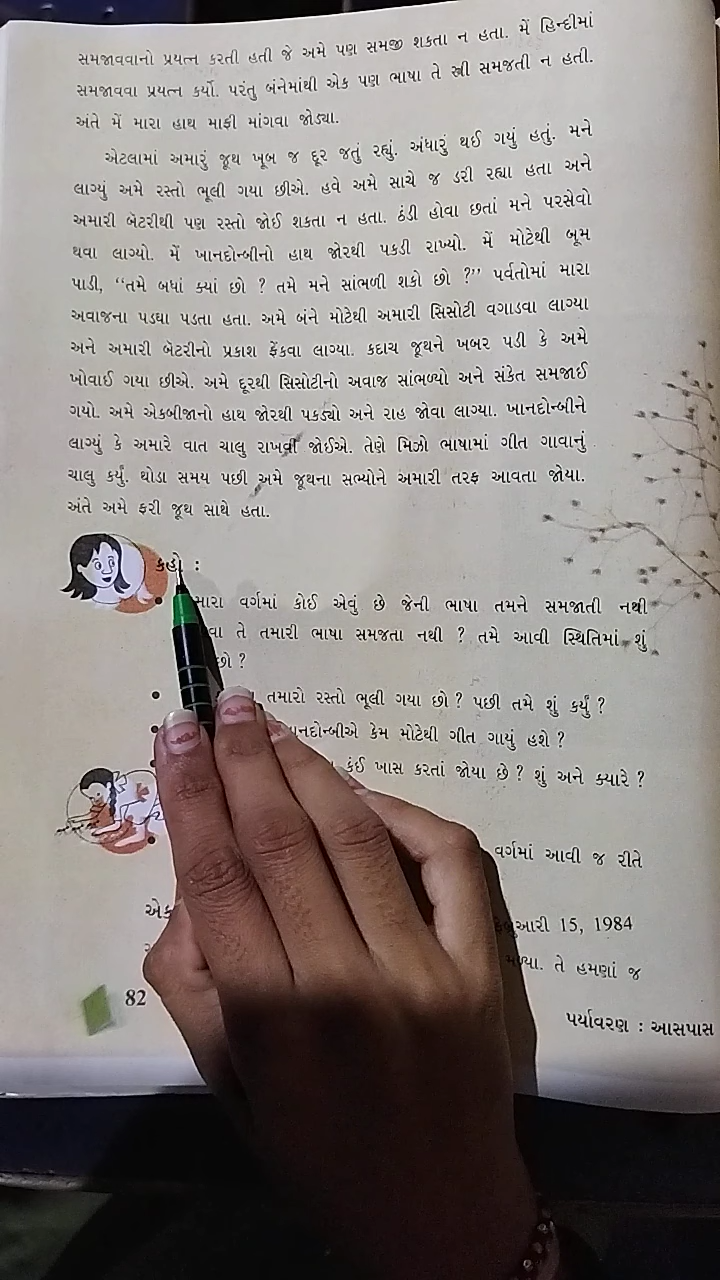 સમજાવવાનો પ્રયત્ન કરતી હતી જે અમે પણ સમજી શકતા ન હતા. મેં હિન્દીમાં
સમજાવવા પ્રયત્ન કર્યો. પરંતુ બંનેમાંથી એક પણ ભાષા તે સ્ત્રી સમજતી ન હતી.
અંતે મેં મારા હાથ માફી માંગવા જોડ્યા.
એટલામાં અમારું જૂથ ખૂબ જ દૂર જતું રહ્યું. અંધારું થઈ ગયું હતું. મને
લાગ્યું અમે રસ્તો ભૂલી ગયા છીએ. હવે અમે સાચે જ ડરી રહ્યા હતા અને
અમારી બૅટરીથી પણ રસ્તો જોઈ શકતા ન હતા. ઠંડી હોવા છતાં મને પરસેવો
થવા લાગ્યો. મેં ખાનદોન્બીનો હાથ જોરથી પકડી રાખ્યો. મેં મોટેથી બૂમ
પાડી, “તમે બધાં ક્યાં છો ? તમે મને સાંભળી શકો છો ?” પર્વતોમાં મારા
અવાજના પડઘા પડતા હતા. અમે બંને મોટેથી અમારી સિસોટી વગાડવા લાગ્યા
અને અમારી બૅટરીનો પ્રકાશ ફેંકવા લાગ્યા. કદાચ જૂથને ખબર પડી કે અમે
ખોવાઈ ગયા છીએ. અમે દૂરથી સિસોટીનો અવાજ સાંભળ્યો અને સંકેત સમજાઈ
ગયો. અમે એકબીજાનો હાથ જોરથી પકડ્યો અને રાહ જોવા લાગ્યા. ખાનદોન્બીને
લાગ્યું કે અમારે વાત ચાલુ રાખવી જોઈએ. તેણે મિઝો ભાષામાં ગીત ગાવાનું
ચાલુ કર્યું. થોડા સમય પછી અમે જૂથના સભ્યોને અમારી તરફ આવતા જોયા.
અંતે અમે ફરી જૂથ સાથે હતા.
કહો :
મારા વર્ગમાં કોઈ એવું છે જેની ભાષા તમને સમજાતી નથી
તે તમારી ભાષા સમજતા નથી ? તમે આવી સ્થિતિમાં શું
છો ?
તમારો રસ્તો ભૂલી ગયા છો ? પછી તમે શું કર્યું ?
કેમ મોટેથી ગીત ગાયું હશે ?
કંઈ ખાસ કરતાં જોયા છે ? શું અને ક્યારે ?
વર્ગમાં આવી જ રીતે
15, 1984
તે હમણાં જ
82
પર્યાવરણ : આસપાસ